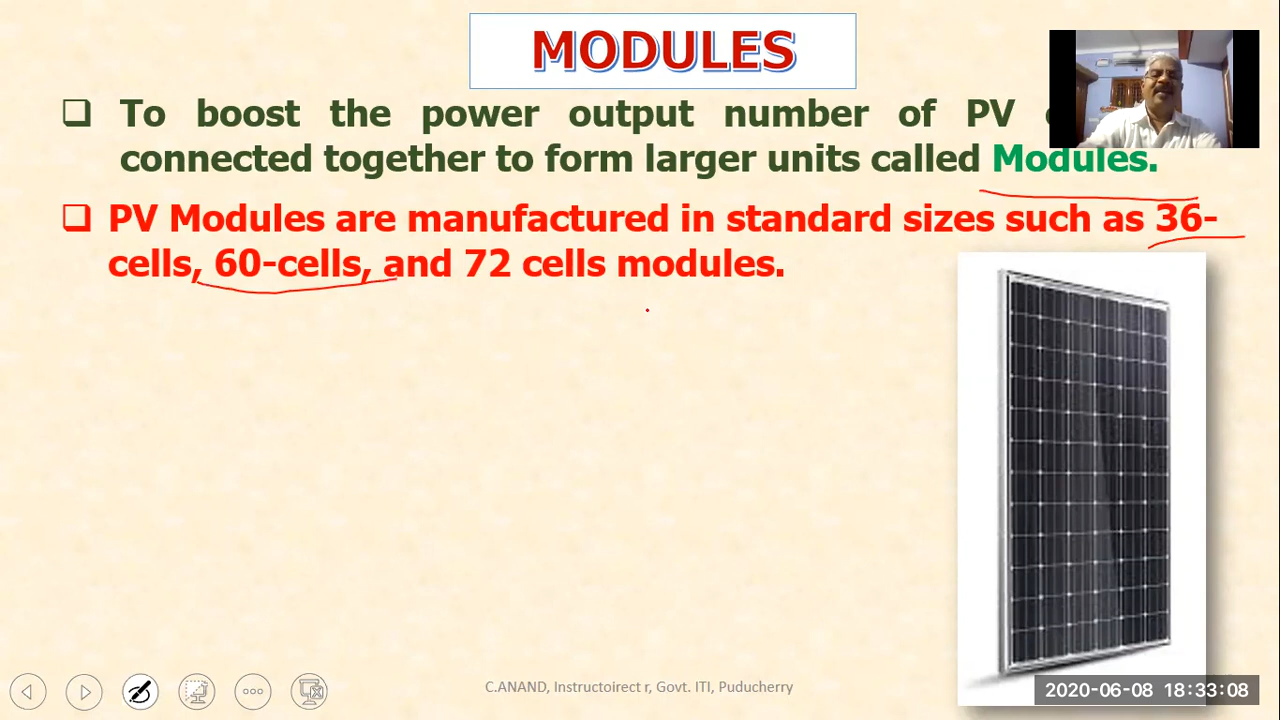 MODULES
To boost the power output number of PV
connected together to form larger units called Modules.
PV Modules are manufactured in standard sizes such as 36-
cells, 60-cells, and 72 cells modules.
C.ANAND, Instructoirect r, Govt. ITI, Puducherry
2020-06-08 18:33:08